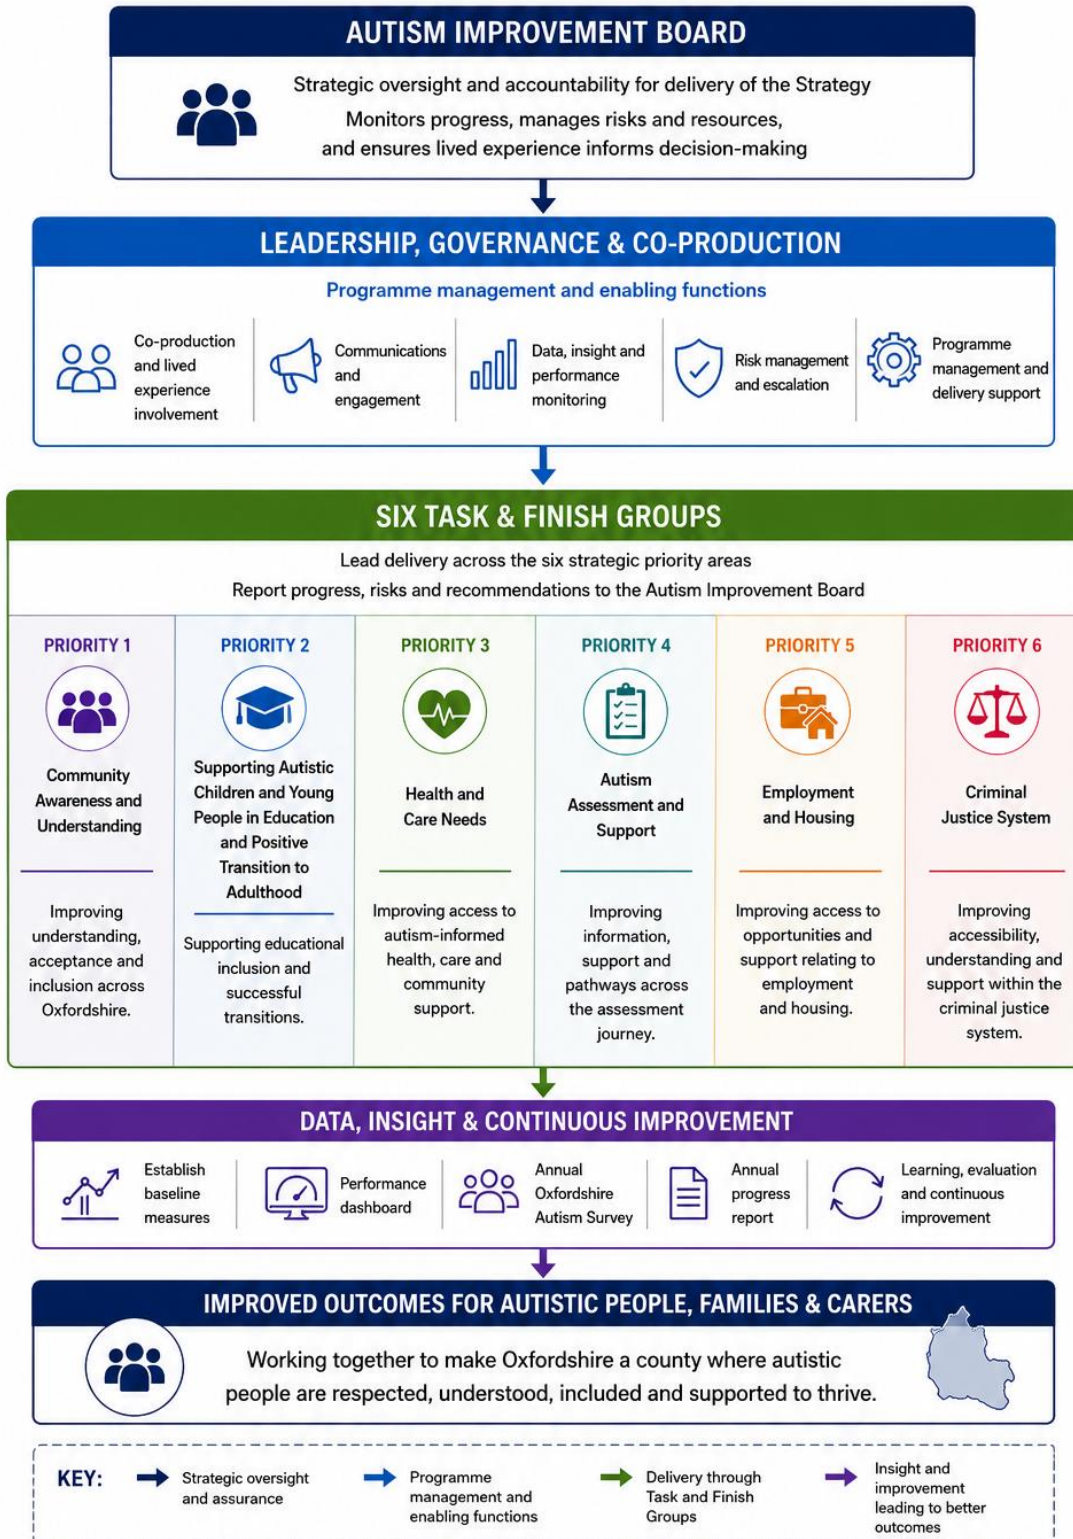 AUTISM IMPROVEMENT BOARD
Strategic oversight and accountability for delivery of the Strategy
Monitors progress, manages risks and resources,
and ensures lived experience informs decision-making
LEADERSHIP, GOVERNANCE & CO-PRODUCTION
Programme management and enabling functions
Co-production
and lived
experience
involvement
Communications
and
engagement
Data, insight and
performance
monitoring
Risk management
and escalation
Programme
management and
delivery support
SIX TASK & FINISH GROUPS
Lead delivery across the six strategic priority areas
Report progress, risks and recommendations to the Autism Improvement Board
PRIORITY 1
Community
Awareness and
Understanding
Improving
understanding,
acceptance and
inclusion across
Oxfordshire.
PRIORITY 2
Supporting Autistic
Children and Young
People in Education
and Positive
Transition to
Adulthood
Supporting educational
inclusion and
successful
transitions.
PRIORITY 3
Health and
Care Needs
Improving access to
autism-informed
health, care and
community
support.
PRIORITY 4
Autism
Assessment and
Support
Improving
information,
support and
pathways across
the assessment
journey.
PRIORITY 5
Employment
and Housing
Improving access to
opportunities and
support relating to
employment
and housing.
PRIORITY 6
Criminal
Justice System
Improving
accessibility,
understanding and
support within the
criminal justice
system.
DATA, INSIGHT & CONTINUOUS IMPROVEMENT
Establish
baseline
measures
Performance
dashboard
Annual
Oxfordshire
Autism Survey
Annual
progress
report
Learning, evaluation
and continuous
improvement
IMPROVED OUTCOMES FOR AUTISTIC PEOPLE, FAMILIES & CARERS
Working together to make Oxfordshire a county where autistic
people are respected, understood, included and supported to thrive.
KEY:
Strategic oversight
and assurance
Programme
management and
enabling functions
Delivery through
Task and Finish
Groups
Insight and
improvement
leading to better
outcomes